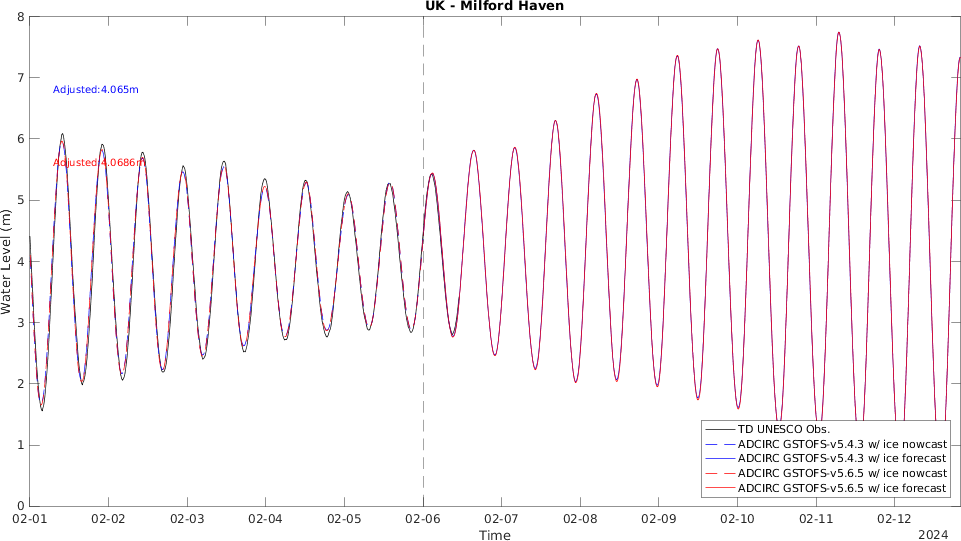 UK - Milford Haven
8
7
6
5
4
3
2
1
0
Water Level (m)
Adjusted:4.065m
Adjusted:4.0686m
TD UNESCO Obs.
ADCIRC GSTOFS-v5.4.3 w/ ice nowcast
ADCIRC GSTOFS-v5.4.3 w/ ice forecast
ADCIRC GSTOFS-v5.6.5 w/ ice nowcast
ADCIRC GSTOFS-v5.6.5 w/ ice forecast
02-01 02-02 02-03 02-04 02-05 02-06 02-07 02-08 02-09 02-10 02-11 02-12
Time
2024